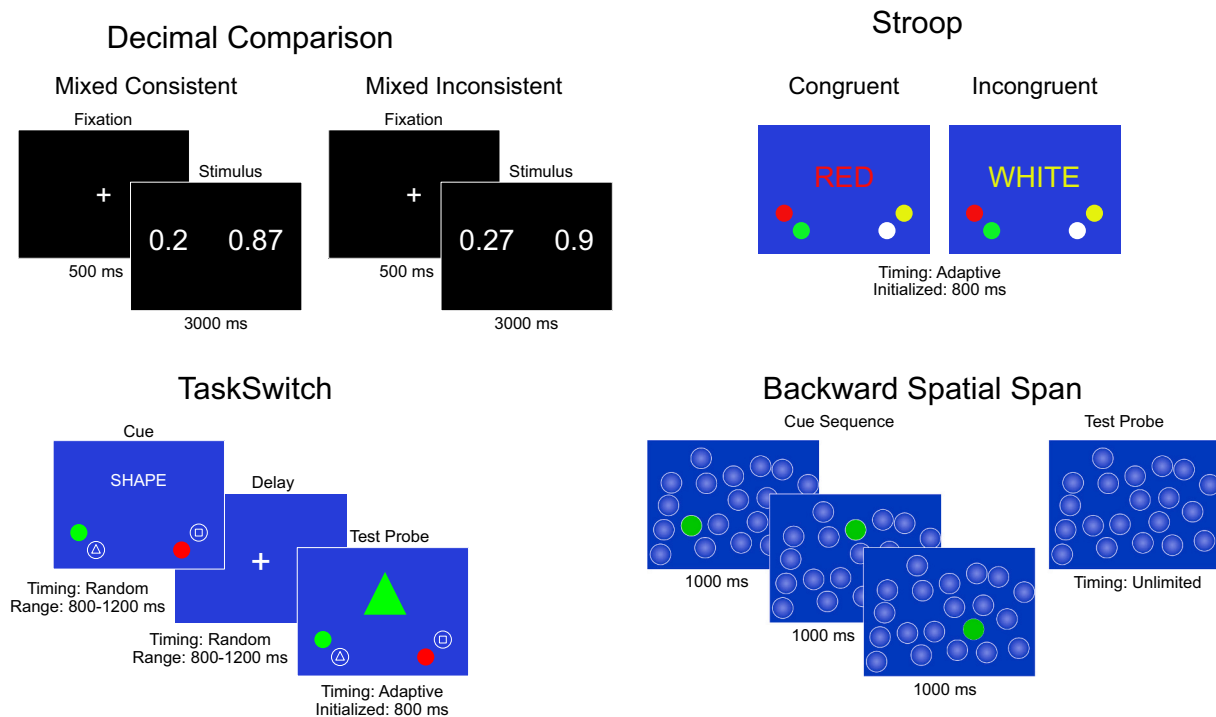 Decimal Comparison
Mixed Consistent
Fixation
+
500 ms
Stimulus
0.2 0.87
3000 ms
Mixed Inconsistent
Fixation
+
500 ms
Stimulus
0.27 0.9
3000 ms
Stroop
Congruent
RED
Incongruent
WHITE
Timing: Adaptive
Initialized: 800 ms
TaskSwitch
Cue
SHAPE
Timing: Random
Range: 800-1200 ms
Delay
+
Timing: Random
Range: 800-1200 ms
Test Probe
Timing: Adaptive
Initialized: 800 ms
Backward Spatial Span
Cue Sequence
1000 ms
1000 ms
1000 ms
Test Probe
Timing: Unlimited